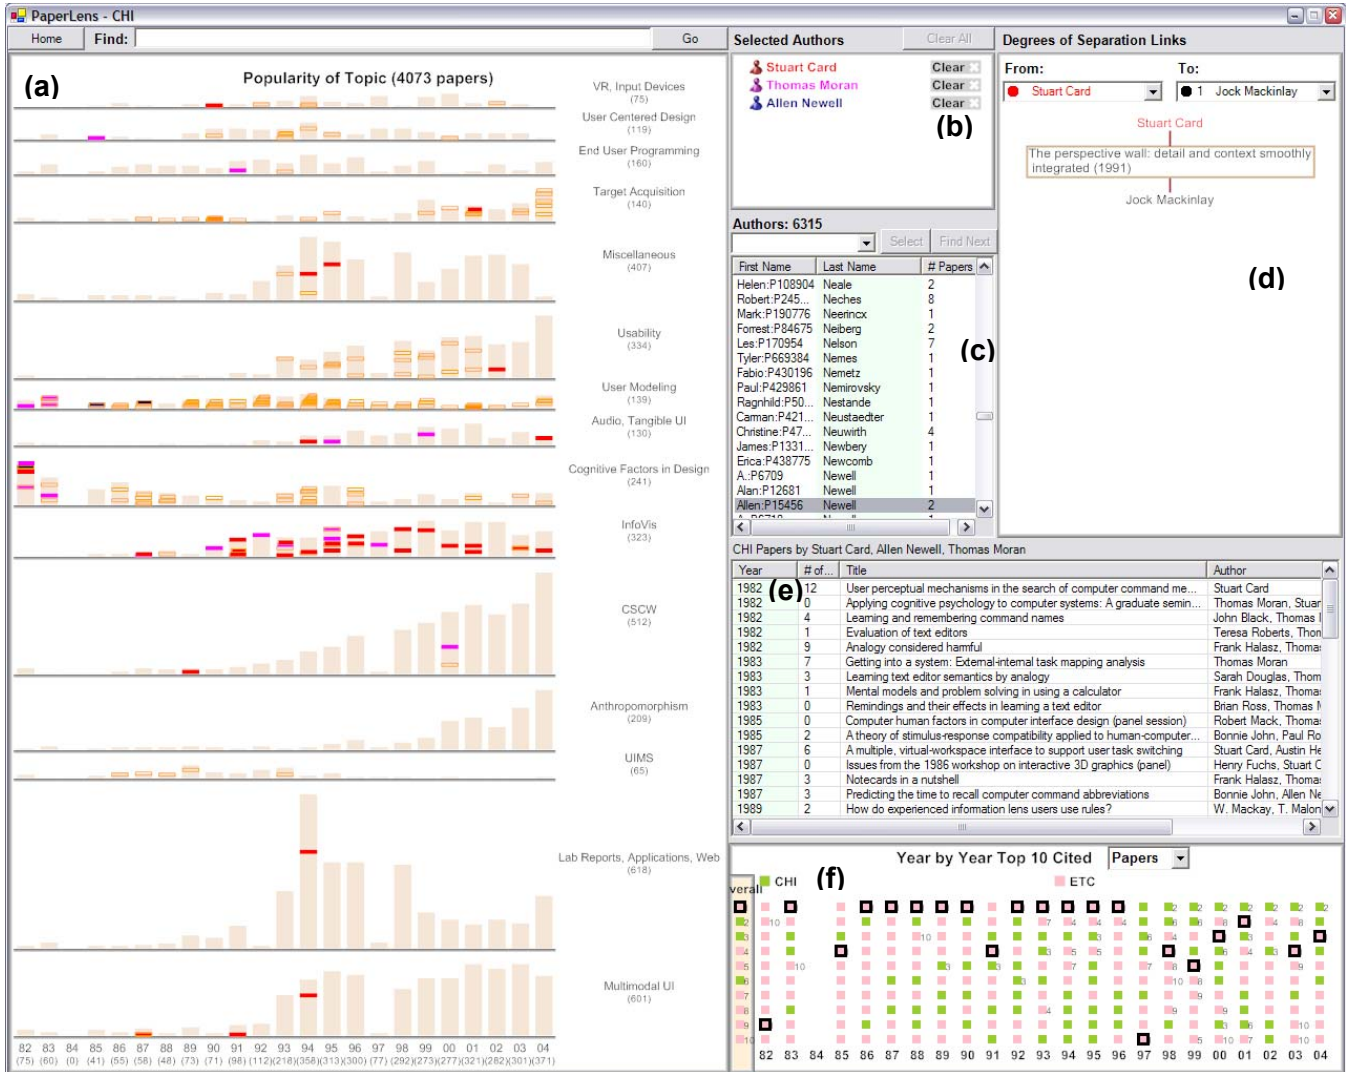 PaperLens - CHI
Home Find: Go
(a)
Popularity of Topic (4073 papers)
VR, Input Devices
(75)
User Centered Design
(119)
End User Programming
(160)
Target Acquisition
(140)
Miscellaneous
(407)
Usability
(334)
User Modeling
(139)
Audio, Tangible UI
(130)
Cognitive Factors in Design
(241)
InfoVis
(323)
CSCW
(512)
Anthropomorphism
(209)
UIMS
(65)
Lab Reports, Applications, Web
(618)
Multimodal UI
(601)
82 83 84 85 86 87 88 89 90 91 92 93 94 95 96 97 98 99 00 01 02 03 04
(75) (60) (0) (41) (55) (58) (48) (73) (71) (98) (112) (218) (358) (313) (300) (77) (292) (273) (277) (321) (282) (301) (371)
Selected Authors Clear All
Stuart Card Clear
Thomas Moran Clear
Allen Newell Clear
(b)
Authors: 6315
Select Find Next
First Name Last Name # Papers
Helen:P108904 Neale 2
Robert:P245... Neches 8
Mark:P190776 Neerincx 1
Forrest:P84675 Neiberg 2
Les:P170954 Nelson 7
Tyler:P669384 Nemes 1
Fabio:P430196 Nemetz 1
Paul:P429861 Nemirovsky 1
Ragnhild:P50... Nestande 1
Carman:P421... Neustaedter 1
Christine:P47... Neuwirth 4
James:P1331... Newbery 1
Erica:P438775 Newcomb 1
A.:P6709 Newell 1
Alan:P12681 Newell 1
Allen:P15456 Newell 2
(c)
Degrees of Separation Links
From: To:
Stuart Card 1 Jock Mackinlay
Stuart Card
The perspective wall: detail and context smoothly
integrated (1991)
Jock Mackinlay
(d)
CHI Papers by Stuart Card, Allen Newell, Thomas Moran
Year # of... Title Author
1982 12 User perceptual mechanisms in the search of computer command me... Stuart Card
1982 0 Applying cognitive psychology to computer systems: A graduate semin... Thomas Moran, Stuar
1982 4 Learning and remembering command names John Black, Thomas
1982 1 Evaluation of text editors Teresa Roberts, Thon
1982 9 Analogy considered harmful Frank Halasz, Thoma
1983 7 Getting into a system: External-internal task mapping analysis Thomas Moran
1983 3 Learning text editor semantics by analogy Sarah Douglas, Thom
1983 1 Mental models and problem solving in using a calculator Frank Halasz, Thoma
1983 0 Remindings and their effects in learning a text editor Brian Ross, Thomas
1985 0 Computer human factors in computer interface design (panel session) Robert Mack, Thoma
1985 2 A theory of stimulus-response compatibility applied to human-computer... Bonnie John, Paul Ro
1987 6 A multiple, virtual-workspace interface to support user task switching Stuart Card, Austin He
1987 0 Issues from the 1986 workshop on interactive 3D graphics (panel) Henry Fuchs, Stuart C
1987 3 Notecards in a nutshell Frank Halasz, Thoma
1987 3 Predicting the time to recall computer command abbreviations Bonnie John, Allen Ne
1989 2 How do experienced information lens users use rules? W. Mackay, T. Malon
(e)
Year by Year Top 10 Cited Papers
verall CHI (f) ETC
82 83 84 85 86 87 88 89 90 91 92 93 94 95 96 97 98 99 00 01 02 03 04